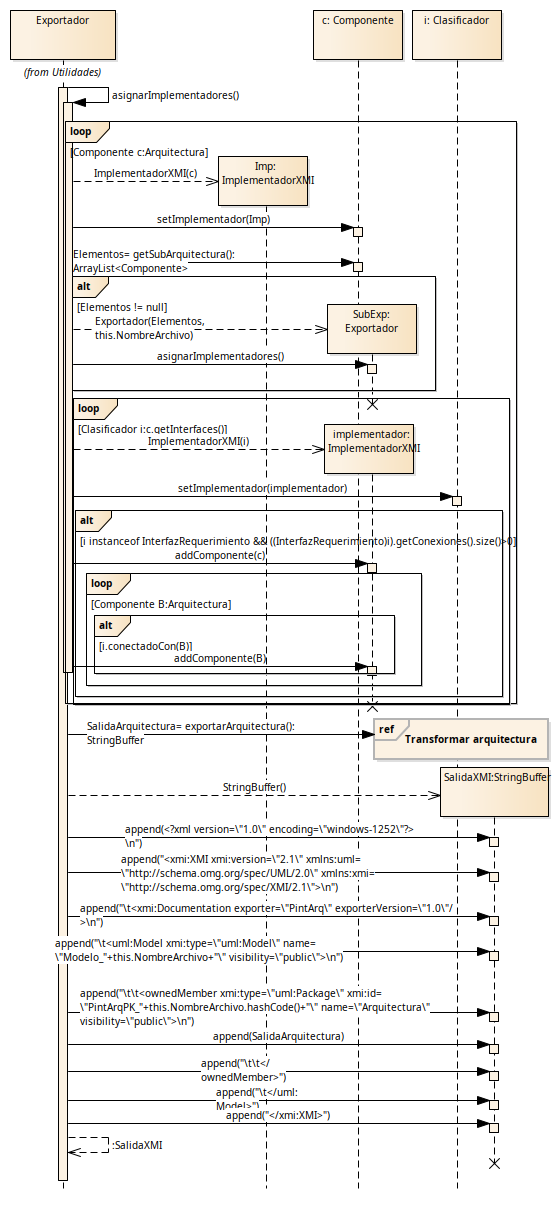 Exportador
c: Componente
i: Clasificador
(from Utilidades)
asignarImplementadores()
loop
[Componente c:Arquitectura]
Imp:
ImplementadorXMI
ImplementadorXMI(c)
setImplementador(Imp)
Elementos= getSubArquitectura():
ArrayList<Componente>
alt
[Elementos != null]
SubExp:
Exportador
Exportador(Elementos,
this.NombreArchivo)
asignarImplementadores()
loop
[Clasificador i:c.getInterfaces()]
implementador:
ImplementadorXMI
ImplementadorXMI(i)
setImplementador(implementador)
alt
[i instanceof InterfazRequerimiento && ((InterfazRequerimiento)i).getConexiones().size()>0]
addComponente(c)
loop
[Componente B:Arquitectura]
alt
[i.conectadoCon(B)]
addComponente(B)
SalidaArquitectura= exportarArquitectura():
StringBuffer
ref
Transformar arquitectura
SalidaXMI:StringBuffer
StringBuffer()
append(<?xml version=\"1.0\" encoding=\"windows-1252\"?>
\n")
append("<xmi:XMI xmi:version=\"2.1\" xmlns:uml=
\"http://schema.omg.org/spec/UML/2.0\" xmlns:xmi=
\"http://schema.omg.org/spec/XMI/2.1\">\n")
append("\t<xmi:Documentation exporter=\"PintArq\" exporterVersion=\"1.0\"/
>\n")
append("\t<uml:Model xmi:type=\"uml:Model\" name=
\"Modelo_"+this.NombreArchivo+"\" visibility=\"public\">\n")
append("\t\t<ownedMember xmi:type=\"uml:Package\" xmi:id=
\"PintArqPK_"+this.NombreArchivo.hashCode()+"\" name=\"Arquitectura\"
visibility=\"public\">\n")
append(SalidaArquitectura)
append("\t\t</
ownedMember>")
append("\t</uml:
Model>")
append("</xmi:XMI>")
:SalidaXMI